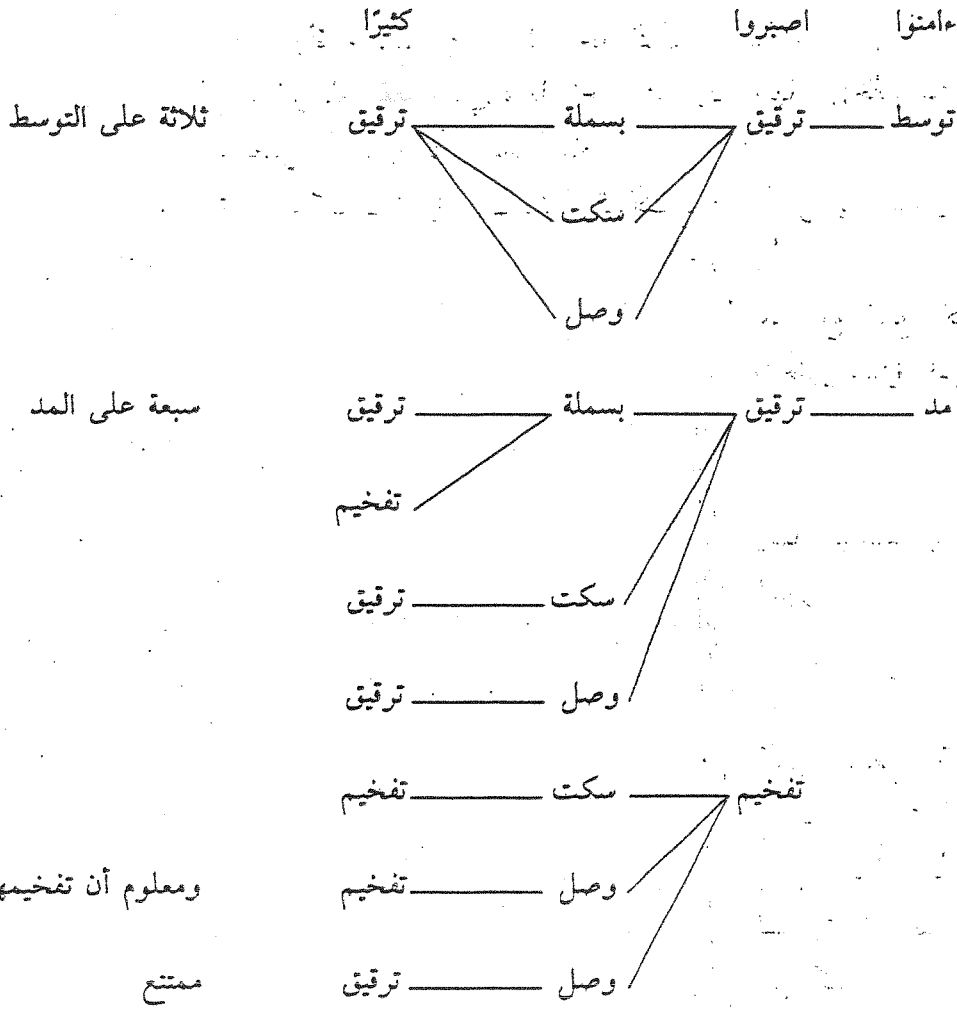 ءامنوا اصبروا كثيرًا
توسط ترقيق بسملة ترقيق ثلاثة على التوسط
سكت
وصل
مد ترقيق بسملة ترقيق سبعة على المد
تفخيم
سكت ترقيق
وصل ترقيق
تفخيم سكت تفخيم
وصل تفخيم ومعلوم أن
وصل ترقيق ممتنع